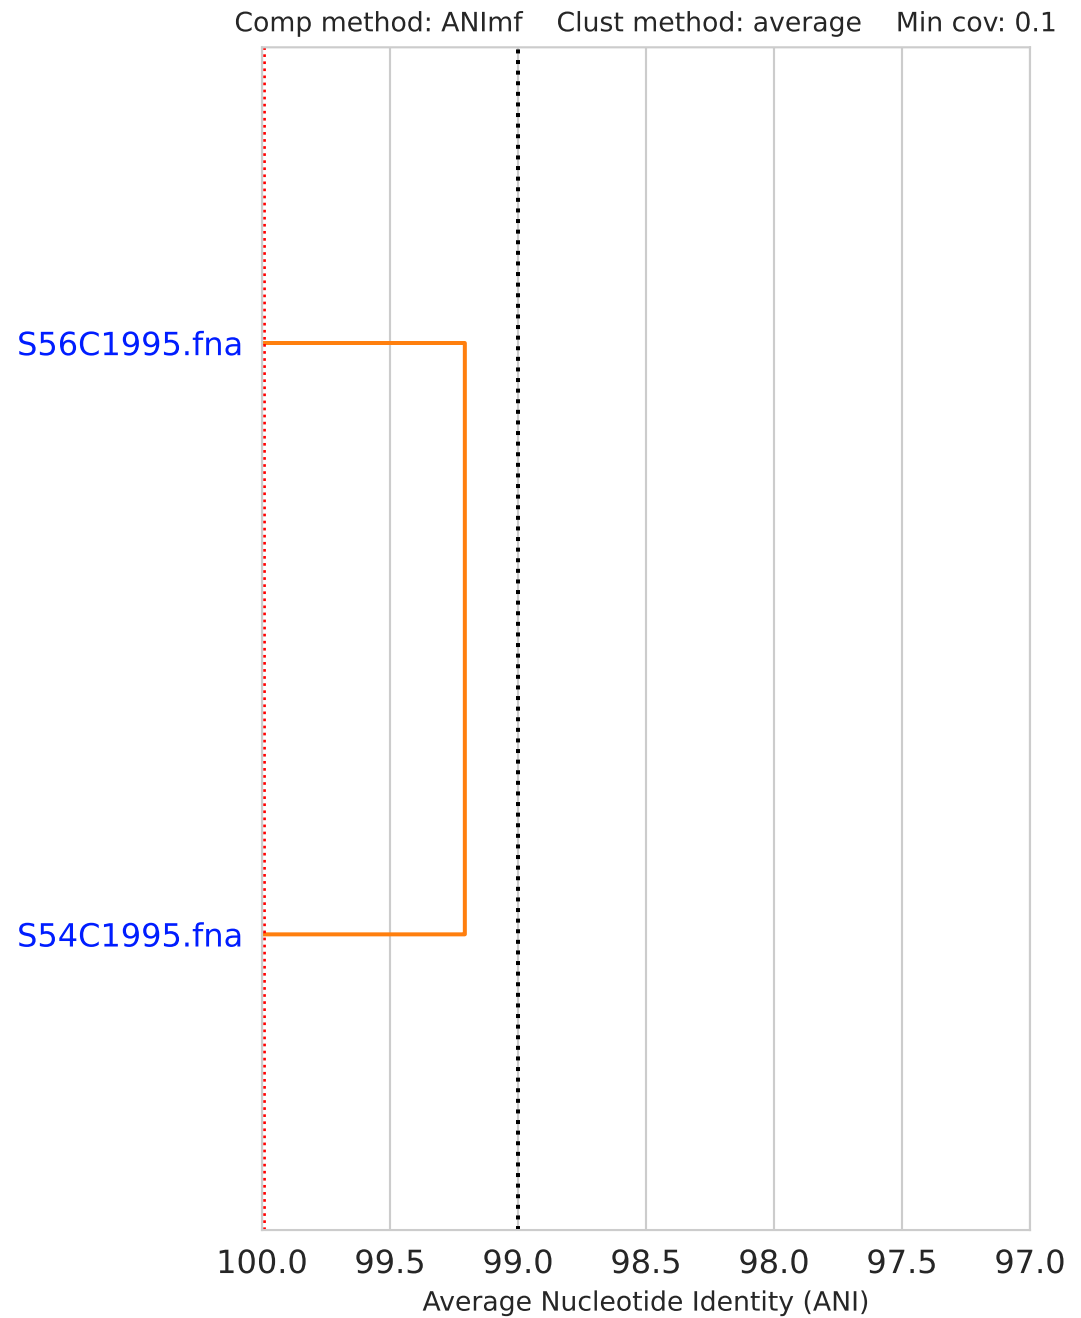 Comp method: ANImf    Clust method: average    Min cov: 0.1
S56C1995.fna
S54C1995.fna
100.0 99.5 99.0 98.5 98.0 97.5 97.0
Average Nucleotide Identity (ANI)